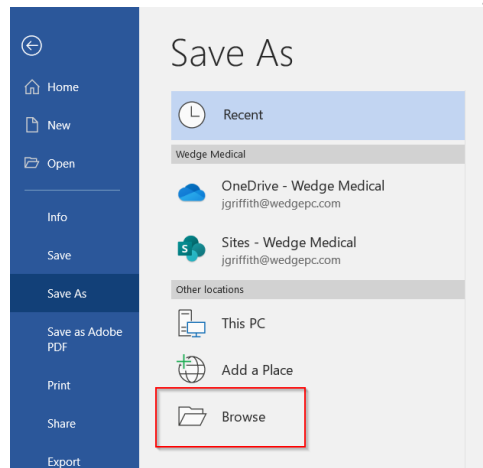 Save As
Home
New
Open
Info
Save
Save As
Save as Adobe
PDF
Print
Share
Export
Recent
Wedge Medical
OneDrive - Wedge Medical
jgriffith@wedgepc.com
S
Sites - Wedge Medical
jgriffith@wedgepc.com
Other locations
This PC
Add a Place
Browse